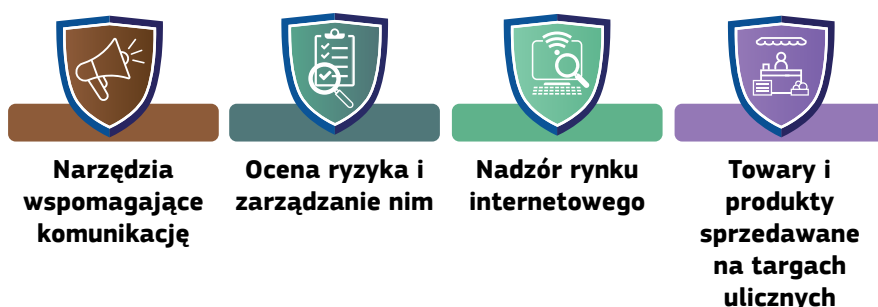 Narzędzia
wspomagające
komunikację
Ocena ryzyka i
zarządzanie nim
Nadzór rynku
internetowego
Towary i
produkty
sprzedawane
na targach
ulicznych